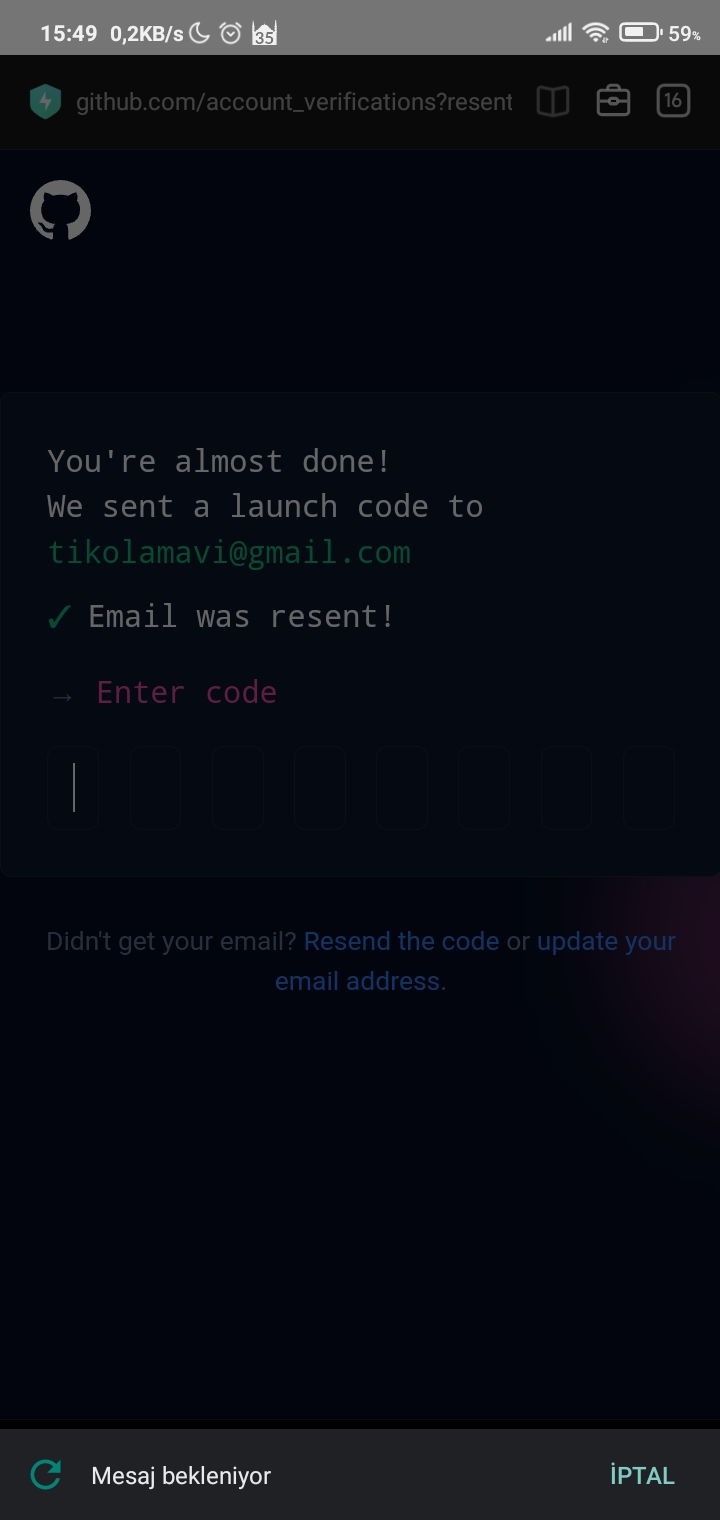 15:49 0,2KB/s 35 59%
github.com/account_verifications?resent 16
You're almost done!
We sent a launch code to
tikolamavi@gmail.com
✓ Email was resent!
→ Enter code
Didn't get your email? Resend the code or update your
email address.
Mesaj bekleniyor İPTAL